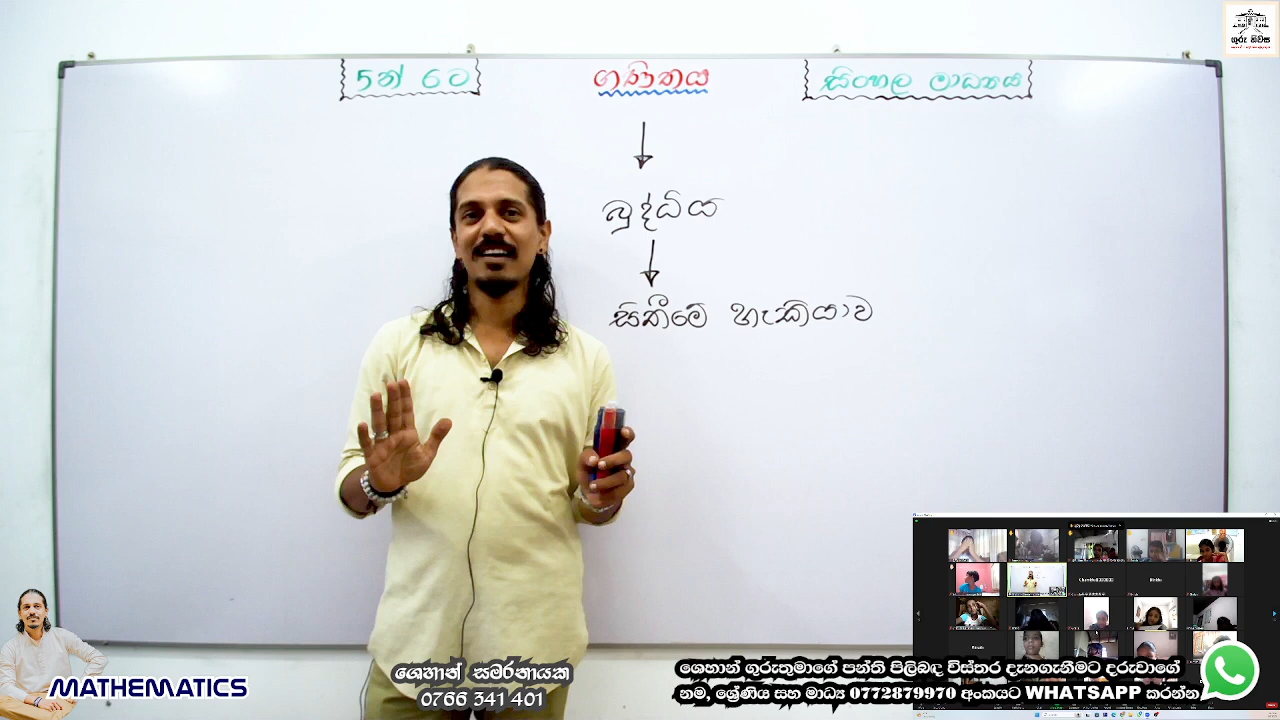 ගුරු නිවස
5න් 6ට
ගණිතය
සිංහල මාධ්‍යය
බුද්ධිය
සිතීමේ හැකියාව
MATHEMATICS
ශෙහාන් සමරනායක
0766 341 401
ශෙහාන් ගුරුතුමාගේ පන්ති පිලිබඳ විස්තර දැනගැනීමට දරුවාගේ
නම, ශ්‍රේණිය සහ මාධ්‍ය 0772879970 අංකයට WHATSAPP කරන්න